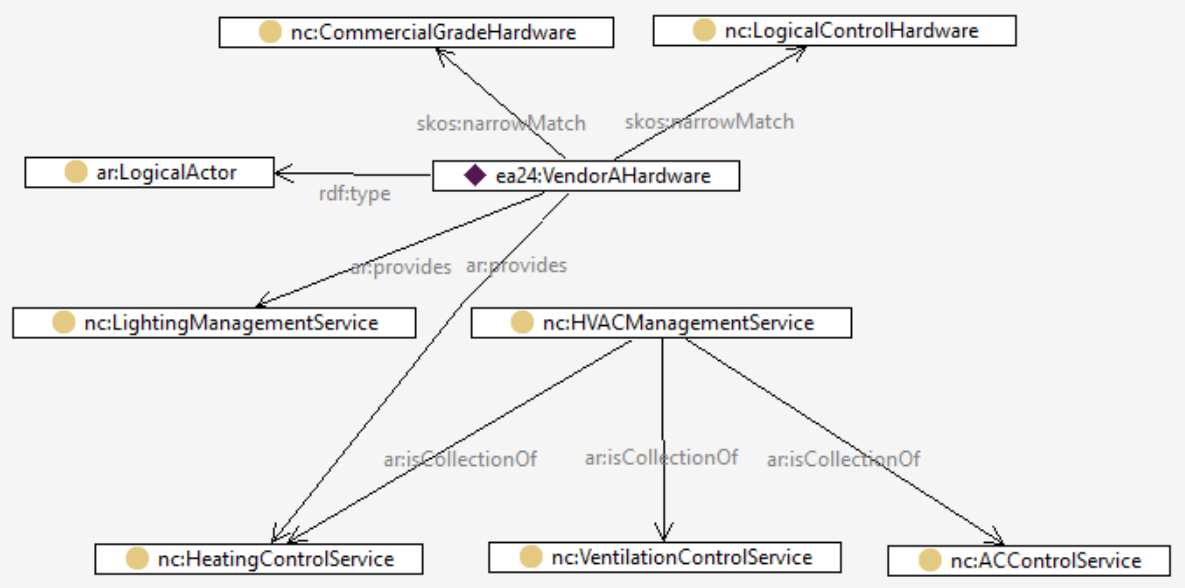 nc:CommercialGradeHardware
nc:LogicalControlHardware
skos:narrowMatch
skos:narrowMatch
ar:LogicalActor
rdf:type
ea24:VendorAHardware
ar:provides
ar:provides
nc:LightingManagementService
nc:HVACManagementService
ar:isCollectionOf
ar:isCollectionOf
ar:isCollectionOf
nc:HeatingControlService
nc:VentilationControlService
nc:ACControlService